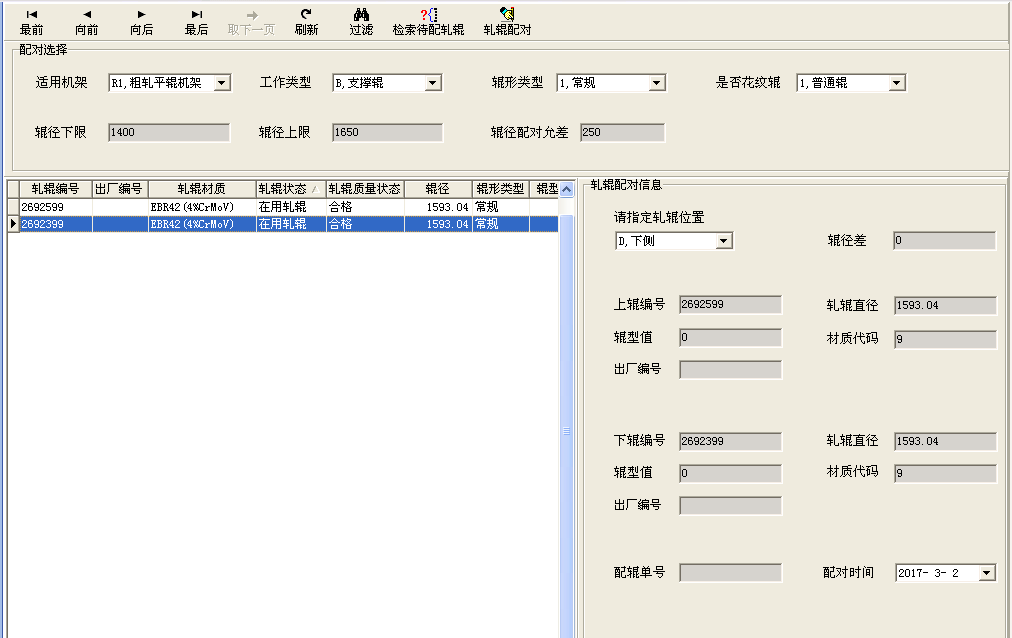 最前 向前 向后 最后 取下一页 刷新 过滤 检索待配轧辊 轧辊配对
配对选择
适用机架 R1,粗轧平辊机架 工作类型 B,支撑辊 辊形类型 1,常规 是否花纹辊 1,普通辊
辊径下限 1400 辊径上限 1650 辊径配对允差 250
轧辊编号 出厂编号 轧辊材质 轧辊状态 轧辊质量状态 辊径 辊形类型 辊型
2692599 EBR42(4%CrMoV) 在用轧辊 合格 1593.04 常规
2692399 EBR42(4%CrMoV) 在用轧辊 合格 1593.04 常规
轧辊配对信息
请指定轧辊位置
D,下侧 辊径差 0
上辊编号 2692599 轧辊直径 1593.04
辊型值 0 材质代码 9
出厂编号
下辊编号 2692399 轧辊直径 1593.04
辊型值 0 材质代码 9
出厂编号
配辊单号 配对时间 2017- 3- 2